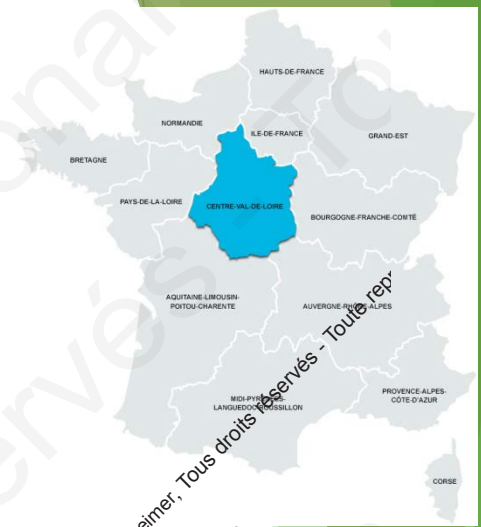 HAUTS-DE-FRANCE
NORMANDIE
ILE-DE-FRANCE
GRAND-EST
BRETAGNE
PAYS-DE-LA-LOIRE
CENTRE-VAL-DE-LOIRE
BOURGOGNE-FRANCHE-COMTÉ
AQUITAINE-LIMOUSIN-
POITOU-CHARENTE
AUVERGNE-RHÔNE-ALPES
MIDI-PYRÉNÉES-
LANGUEDOC-ROUSSILLON
PROVENCE-ALPES-
CÔTE-D'AZUR
CORSE
Tous droits réservés - Toute